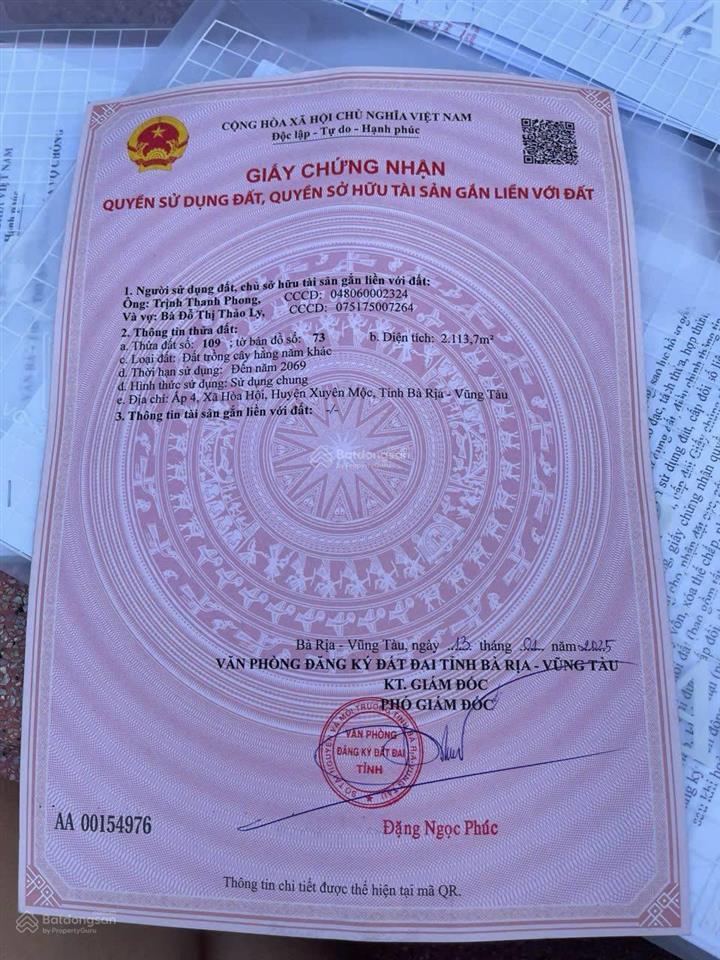 CỘNG HÒA XÃ HỘI CHỦ NGHĨA VIỆT NAM
Độc lập - Tự do - Hạnh phúc
GIẤY CHỨNG NHẬN
QUYỀN SỬ DỤNG ĐẤT, QUYỀN SỞ HỮU TÀI SẢN GẮN LIỀN VỚI ĐẤT
1. Người sử dụng đất, chủ sở hữu tài sản gắn liền với đất:
Ông: Trịnh Thanh Phong, CCCD: 048060002324
Và vợ: Bà Đỗ Thị Thảo Ly, CCCD: 075175007264
2. Thông tin thửa đất:
a. Thửa đất số: 109 ; tờ bản đồ số: 73 b. Diện tích: 2.113,7m²
c. Loại đất: Đất trồng cây hằng năm khác
d. Thời hạn sử dụng: Đến năm 2069
đ. Hình thức sử dụng: Sử dụng chung
e. Địa chỉ: Ấp 4, Xã Hòa Hội, Huyện Xuyên Mộc, Tỉnh Bà Rịa - Vũng Tàu
3. Thông tin tài sản gắn liền với đất: -/-
Batdongsan
by PropertyGuru
Bà Rịa - Vũng Tàu, ngày 13 tháng 01 năm 2025
VĂN PHÒNG ĐĂNG KÝ ĐẤT ĐAI TỈNH BÀ RỊA - VŨNG TÀU
KT. GIÁM ĐỐC
PHÓ GIÁM ĐỐC
VĂN PHÒNG
ĐĂNG KÝ ĐẤT ĐAI
TỈNH
Đặng Ngọc Phúc
AA 00154976
Thông tin chi tiết được thể hiện tại mã QR.
Batdongsan
by PropertyGuru